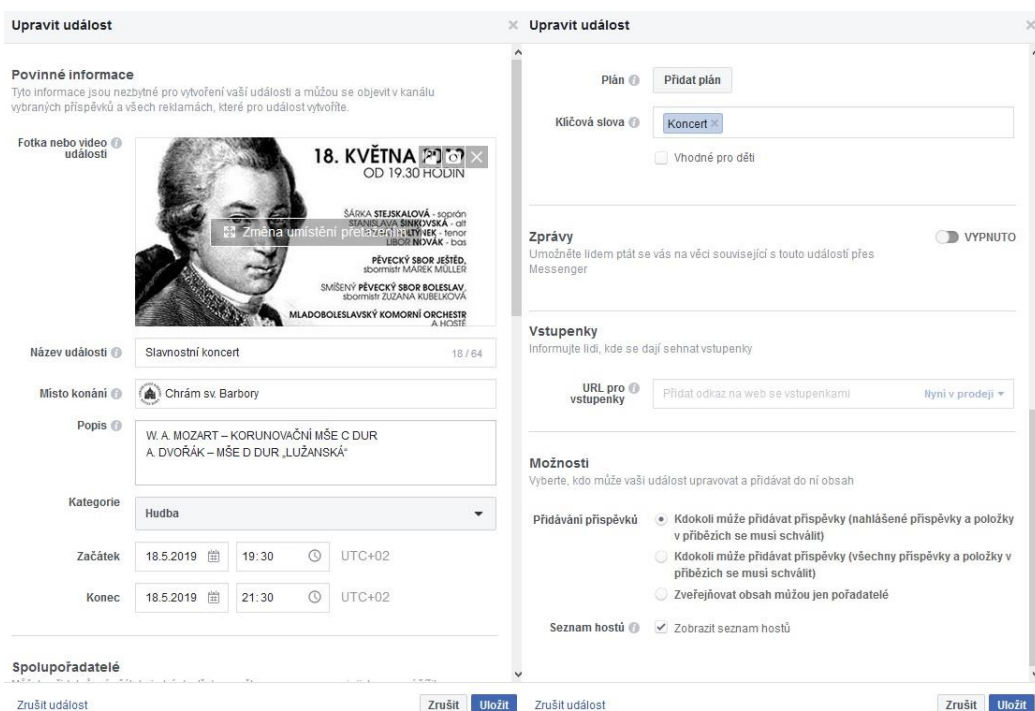 Upravit událost
Povinné informace
Tyto informace jsou nezbytné pro vytvoření vaší události a můžou se objevit v kanálu
vybraných příspěvků a všech reklamách, které pro událost vytvoříte.
Fotka nebo video
události
18. KVĚTNA
OD 19.30 HODIN
ŠÁRKA STEJSKALOVÁ - soprán
STANISLAVA ŠINKOVSKÁ - alt
- tenor
LIBOR NOVÁK - bas
Změna umístění přetažením
PĚVECKÝ SBOR JEŠTĚD,
sbormistr MAREK MÜLLER
SMÍŠENÝ PĚVECKÝ SBOR BOLESLAV,
sbormistr ZUZANA KUBELKOVÁ
MLADOBOLESLAVSKÝ KOMORNÍ ORCHESTR
A HOSTÉ
Název události
Slavnostní koncert
18 / 64
Místo konání
Chrám sv. Barbory
Popis
W. A. MOZART – KORUNOVAČNÍ MŠE C DUR
A. DVOŘÁK – MŠE D DUR „LUŽANSKÁ“
Kategorie
Hudba
Začátek
18.5.2019
19:30
UTC+02
Konec
18.5.2019
21:30
UTC+02
Spolupořadatelé
Zrušit událost
Zrušit
Uložit
Upravit událost
Plán
Přidat plán
Klíčová slova
Koncert
Vhodné pro děti
Zprávy
VYPNUTO
Umožněte lidem ptát se vás na věci související s touto událostí přes
Messenger
Vstupenky
Informujte lidi, kde se dají sehnat vstupenky
URL pro
vstupenky
Přidat odkaz na web se vstupenkami
Nyní v prodeji
Možnosti
Vyberte, kdo může vaši událost upravovat a přidávat do ní obsah
Přidávání příspěvků
Kdokoli může přidávat příspěvky (nahlášené příspěvky a položky
v příbězích se musí schválit)
Kdokoli může přidávat příspěvky (všechny příspěvky a položky v
příbězích se musí schválit)
Zveřejňovat obsah můžou jen pořadatelé
Seznam hostů
Zobrazit seznam hostů
Zrušit událost
Zrušit
Uložit